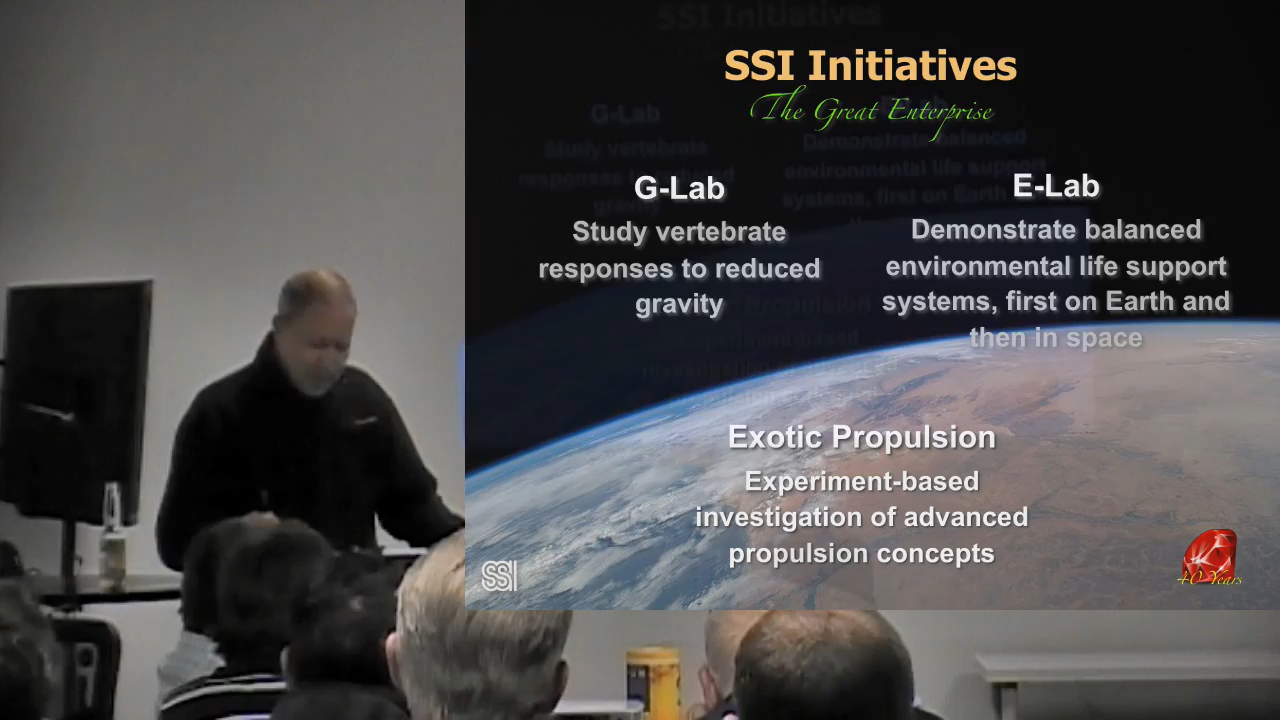 SSI Initiatives
The Great Enterprise
G-Lab
Study vertebrate
responses to reduced
gravity
E-Lab
Demonstrate balanced
environmental life support
systems, first on Earth and
then in space
Exotic Propulsion
Experiment-based
investigation of advanced
propulsion concepts
SSI
40 Years